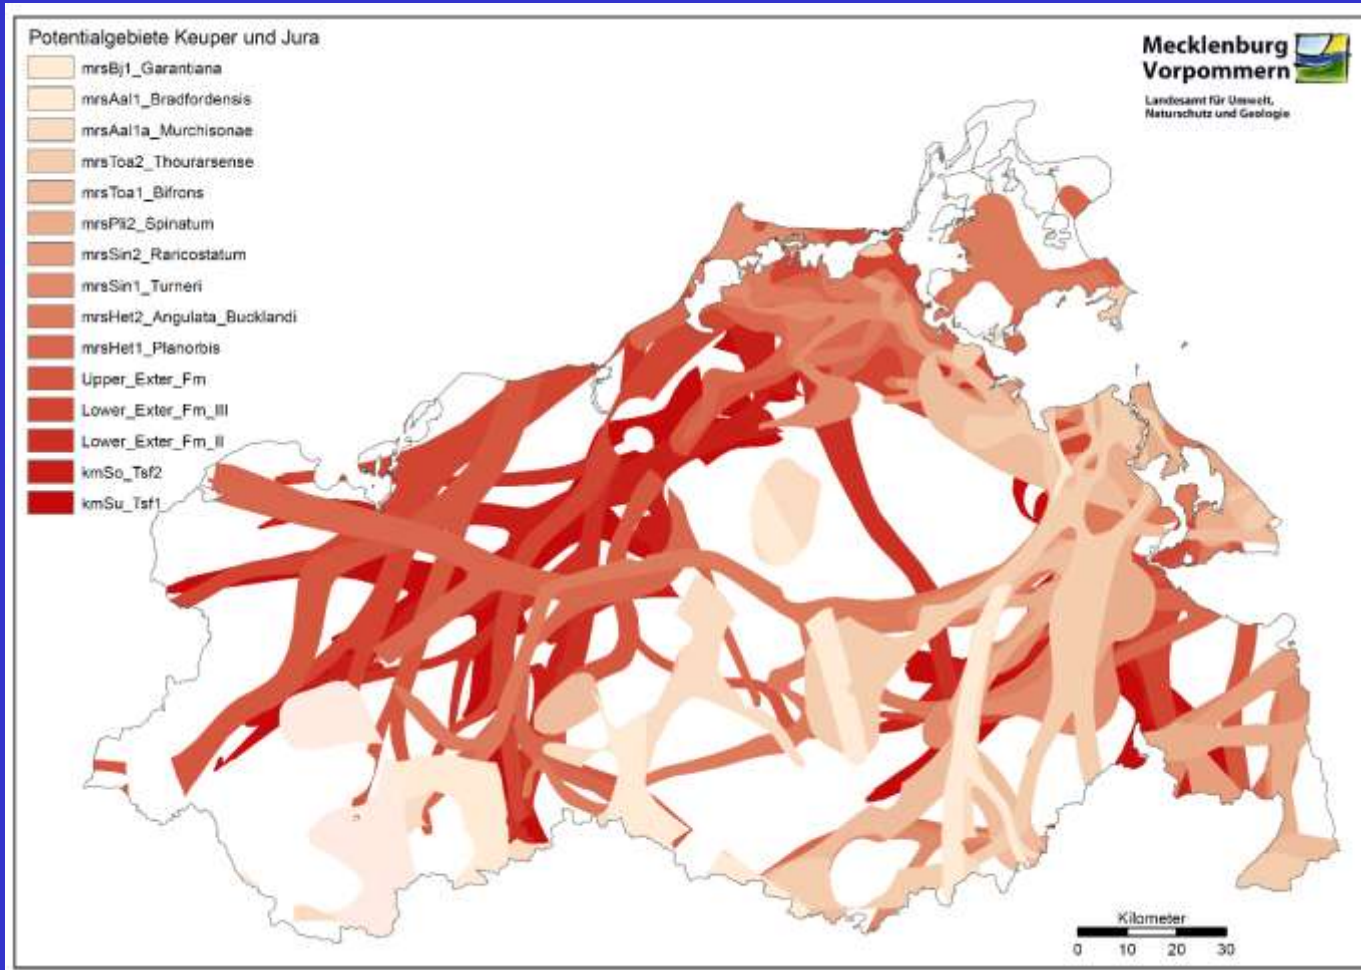 Potentialgebiete Keuper und Jura
mrsBj1_Garantiana
mrsAal1_Bradfordensis
mrsAal1a_Murchisonae
mrsToa2_Thourarsense
mrsToa1_Bifrons
mrsPli2_Spinatum
mrsSin2_Raricostatum
mrsSin1_Turneri
mrsHet2_Angulata_Bucklandi
mrsHet1_Planorbis
Upper_Exter_Fm
Lower_Exter_Fm_III
Lower_Exter_Fm_II
kmSo_Tsf2
kmSu_Tsf1
Mecklenburg
Vorpommern
Landesamt für Umwelt,
Naturschutz und Geologie
Kilometer
0 10 20 30